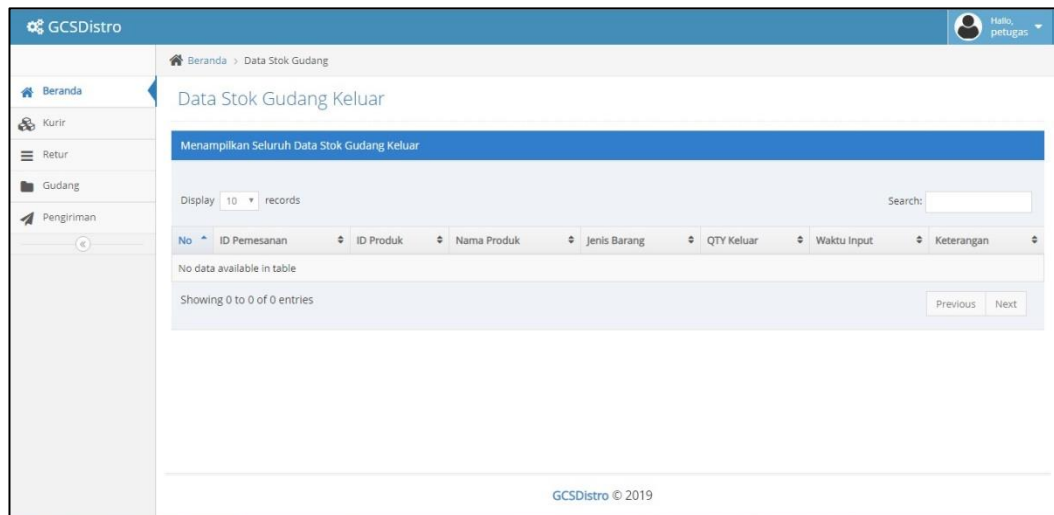 GCSDistro
Hallo,
petugas
Beranda > Data Stok Gudang
Beranda
Kurir
Retur
Gudang
Pengiriman
Data Stok Gudang Keluar
Menampilkan Seluruh Data Stok Gudang Keluar
Display 10 records
Search:
No ID Pemesanan ID Produk Nama Produk Jenis Barang QTY Keluar Waktu Input Keterangan
No data available in table
Showing 0 to 0 of 0 entries
Previous Next
GCSDistro © 2019